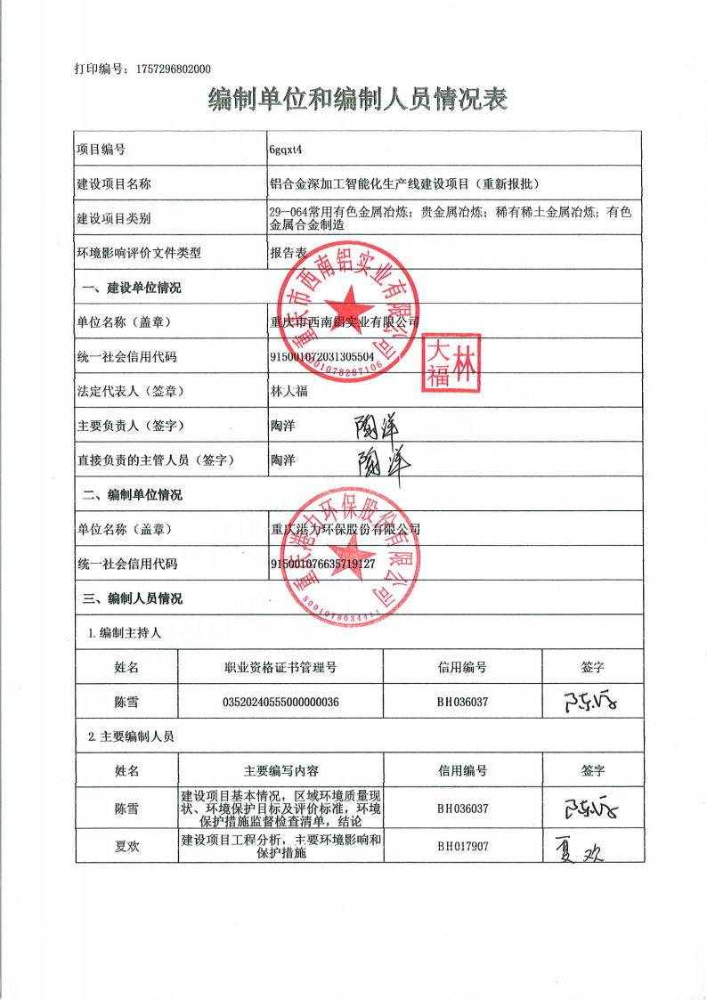 打印编号：1757296802000
编制单位和编制人员情况表
项目编号 6gqxt4
建设项目名称 铝合金深加工智能化生产线建设项目（重新报批）
建设项目类别 29—064常用有色金属冶炼；贵金属冶炼；稀有稀土金属冶炼；有色
金属合金制造
环境影响评价文件类型 报告表
一、建设单位情况
单位名称（盖章） 重庆市西南铝实业有限公司
重庆市西南铝实业有限公司
5001078287106
统一社会信用代码 915001072031305504
林大福
法定代表人（签章） 林大福
主要负责人（签字） 陶洋 陶洋
直接负责的主管人员（签字） 陶洋 陶洋
二、编制单位情况
单位名称（盖章） 重庆港力环保股份有限公司
重庆港力环保股份有限公司
5001078034411
统一社会信用代码 915001076635719127
三、编制人员情况
1.编制主持人
姓名 职业资格证书管理号 信用编号 签字
陈雪 03520240555000000036 BH036037 陈雪
2.主要编制人员
姓名 主要编写内容 信用编号 签字
陈雪 建设项目基本情况，区域环境质量现
状、环境保护目标及评价标准，环境
保护措施监督检查清单，结论 BH036037 陈雪
夏欢 建设项目工程分析，主要环境影响和
保护措施 BH017907 夏欢